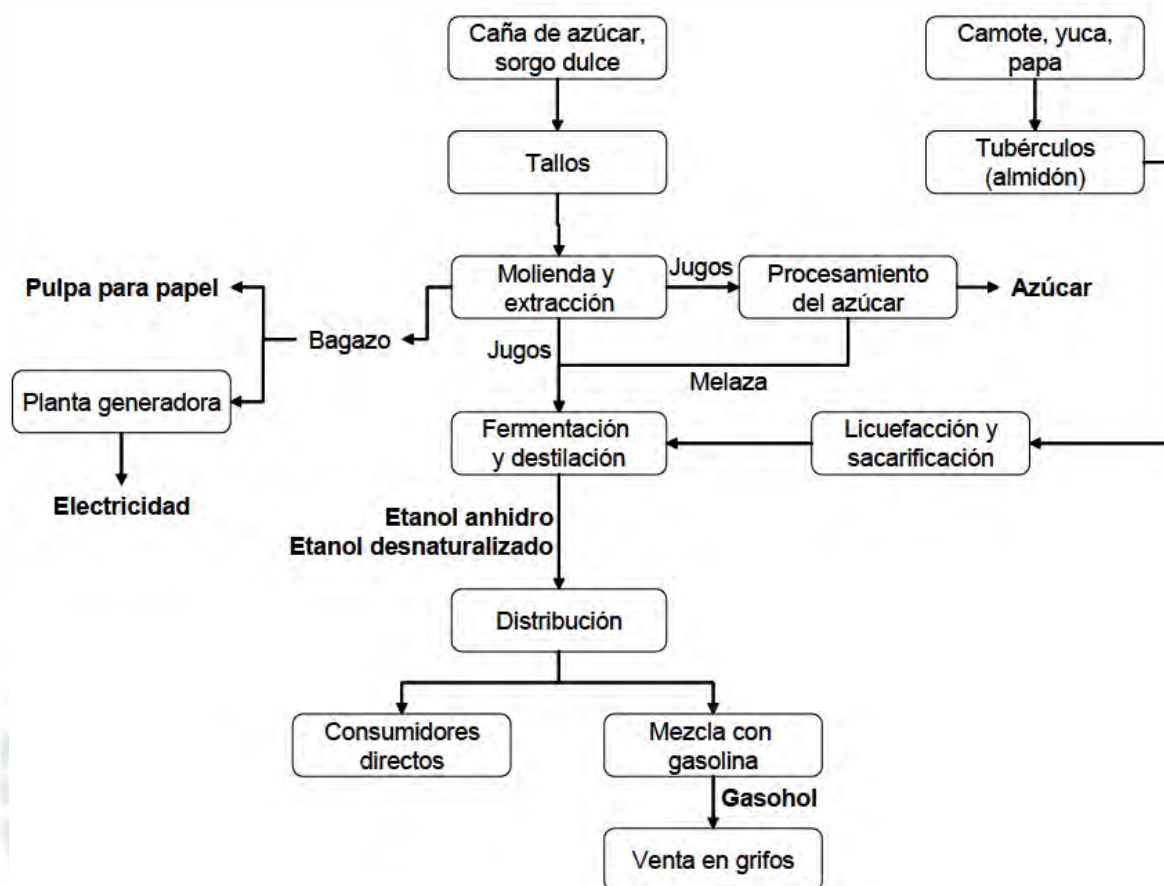 Caña de azúcar,
sorgo dulce
Camote, yuca,
papa
Tallos
Tubérculos
(almidón)
Molienda y
extracción
Jugos
Procesamiento
del azúcar
Azúcar
Pulpa para papel
Bagazo
Jugos
Melaza
Planta generadora
Fermentación
y destilación
Licuefacción y
sacarificación
Electricidad
Etanol anhidro
Etanol desnaturalizado
Distribución
Consumidores
directos
Mezcla con
gasolina
Gasohol
Venta en grifos